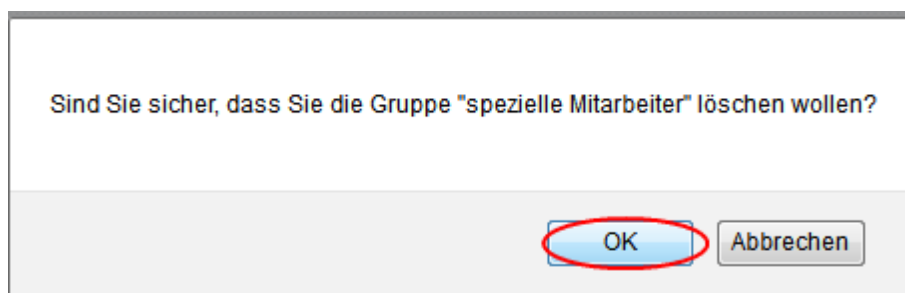 Sind Sie sicher, dass Sie die Gruppe "spezielle Mitarbeiter" löschen wollen?
OK Abbrechen